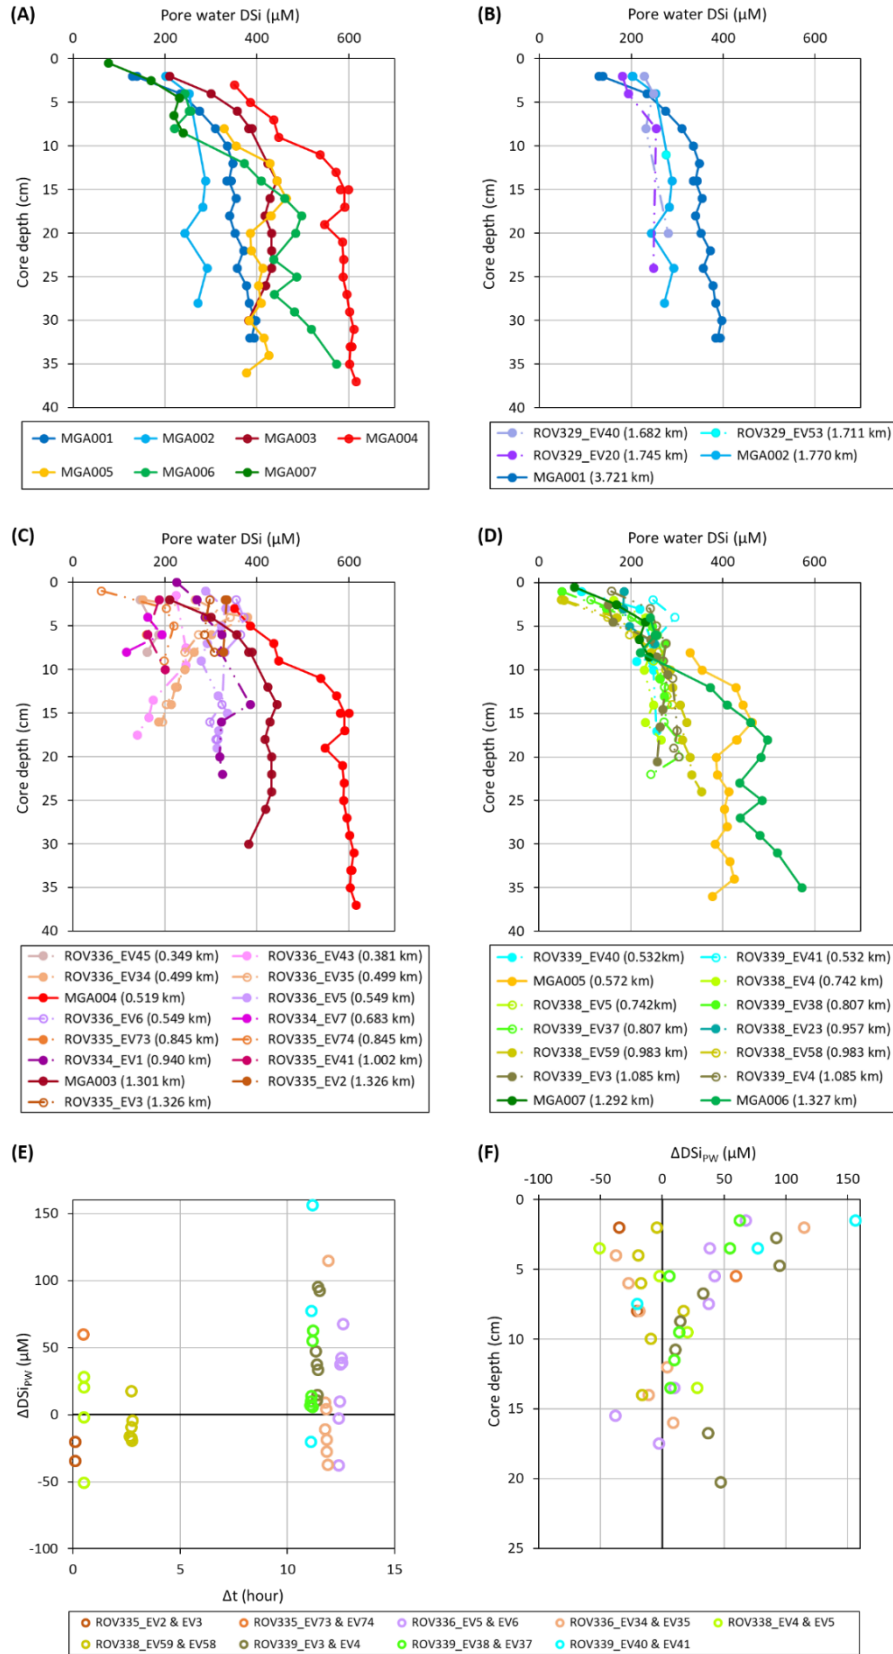 (A)
Pore water DSi (µM)
0 200 400 600
Core depth (cm)
0
5
10
15
20
25
30
35
40
MGA001 MGA002 MGA003 MGA004
MGA005 MGA006 MGA007
(B)
Pore water DSi (µM)
0 200 400 600
Core depth (cm)
0
5
10
15
20
25
30
35
40
ROV329_EV40 (1.682 km) ROV329_EV53 (1.711 km)
ROV329_EV20 (1.745 km) MGA002 (1.770 km)
MGA001 (3.721 km)
(C)
Pore water DSi (µM)
0 200 400 600
Core depth (cm)
0
5
10
15
20
25
30
35
40
ROV336_EV45 (0.349 km) ROV336_EV43 (0.381 km)
ROV336_EV34 (0.499 km) ROV336_EV35 (0.499 km)
MGA004 (0.519 km) ROV336_EV5 (0.549 km)
ROV336_EV6 (0.549 km) ROV334_EV7 (0.683 km)
ROV335_EV73 (0.845 km) ROV335_EV74 (0.845 km)
ROV334_EV1 (0.940 km) ROV335_EV41 (1.002 km)
MGA003 (1.301 km) ROV335_EV2 (1.326 km)
ROV335_EV3 (1.326 km)
(D)
Pore water DSi (µM)
0 200 400 600
Core depth (cm)
0
5
10
15
20
25
30
35
40
ROV339_EV40 (0.532km) ROV339_EV41 (0.532 km)
MGA005 (0.572 km) ROV338_EV4 (0.742 km)
ROV338_EV5 (0.742km) ROV339_EV38 (0.807 km)
ROV339_EV37 (0.807 km) ROV338_EV23 (0.957 km)
ROV338_EV59 (0.983 km) ROV338_EV58 (0.983 km)
ROV339_EV3 (1.085 km) ROV339_EV4 (1.085 km)
MGA007 (1.292 km) MGA006 (1.327 km)
(E)
ΔDSiPW (µM)
150
100
50
0
-50
-100
0 5 10 15
Δt (hour)
(F)
ΔDSiPW (µM)
-100 -50 0 50 100 150
Core depth (cm)
0
5
10
15
20
25
ROV335_EV2 & EV3 ROV335_EV73 & EV74 ROV336_EV5 & EV6 ROV336_EV34 & EV35 ROV338_EV4 & EV5
ROV338_EV59 & EV58 ROV339_EV3 & EV4 ROV339_EV38 & EV37 ROV339_EV40 & EV41